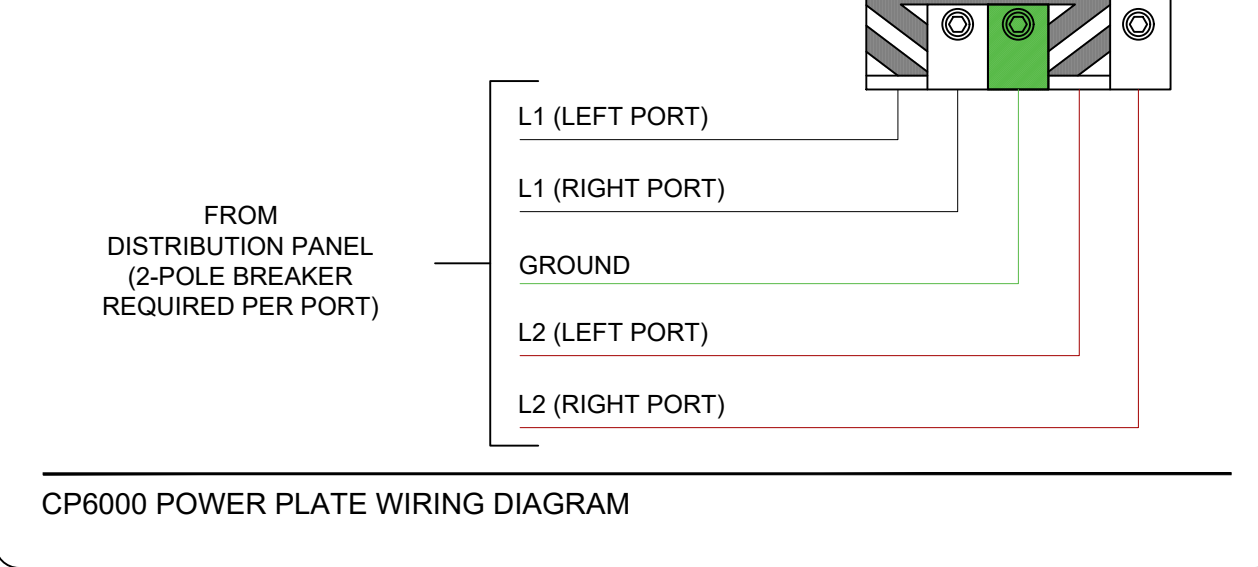 L1 (LEFT PORT)
L1 (RIGHT PORT)
FROM
DISTRIBUTION PANEL
(2-POLE BREAKER
REQUIRED PER PORT)
GROUND
L2 (LEFT PORT)
L2 (RIGHT PORT)
CP6000 POWER PLATE WIRING DIAGRAM